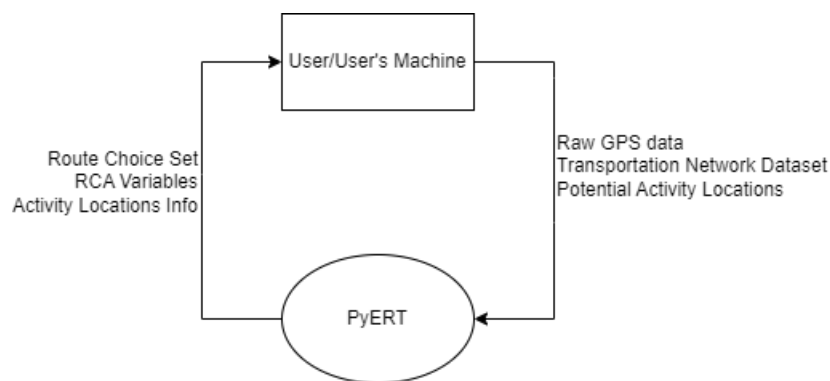 User/User's Machine
Route Choice Set
RCA Variables
Activity Locations Info
Raw GPS data
Transportation Network Dataset
Potential Activity Locations
PyERT